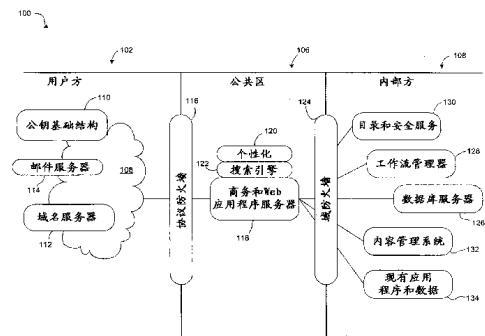 100
102
106
108
用户方
公共区
内部方
110
公钥基础结构
邮件服务器
114
108
域名服务器
112
116
协议防火墙
120
个性化
122
搜索引擎
商务和Web
应用程序服务器
118
124
域防火墙
130
目录和安全服务
工作流管理器
128
数据库服务器
126
内容管理系统
132
现有应用
程序和数据
134